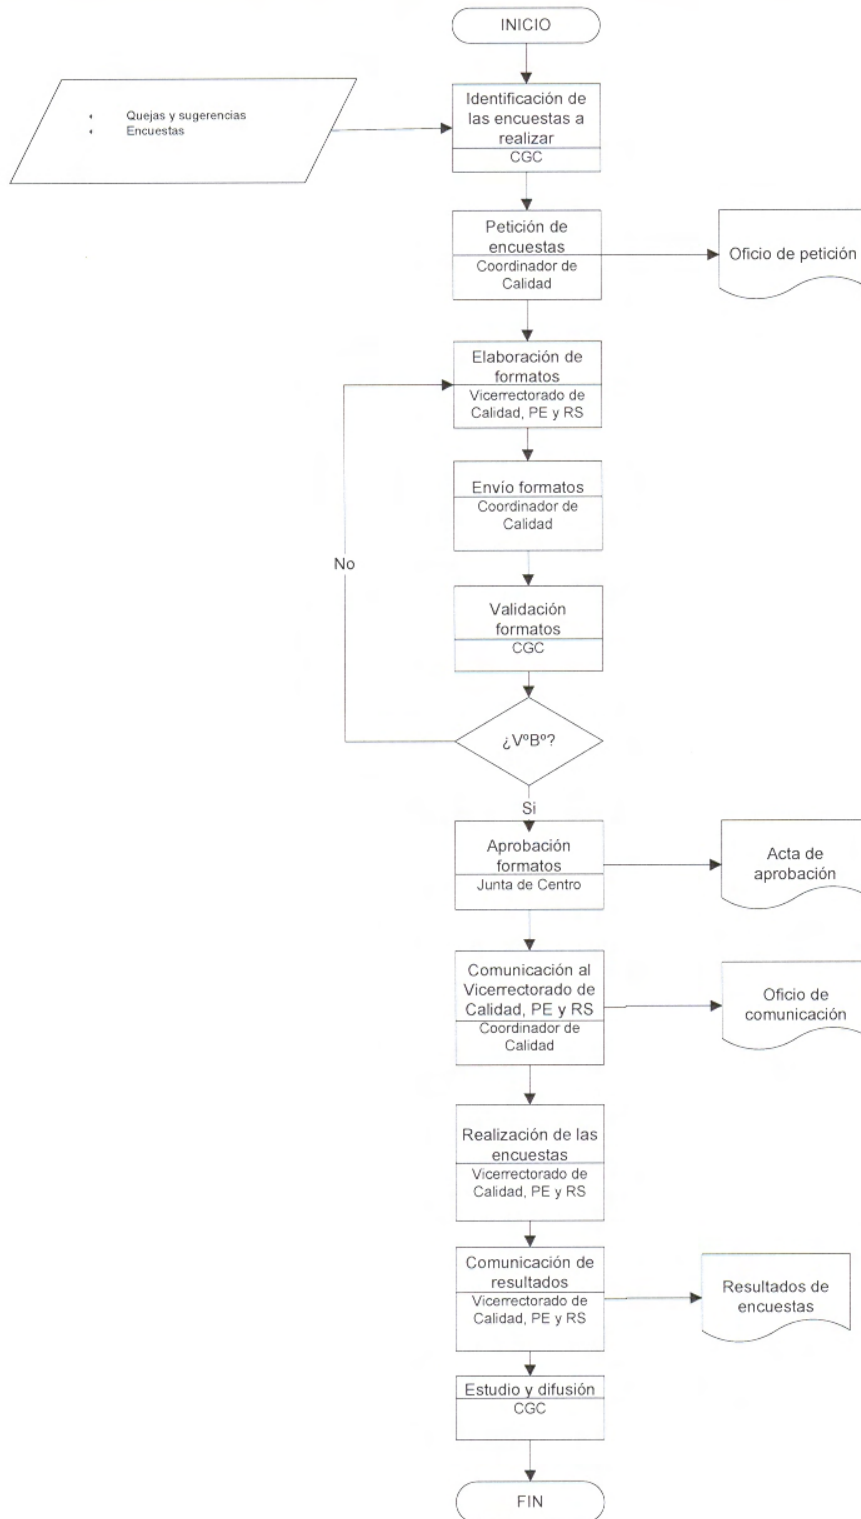 INICIO
Quejas y sugerencias
Encuestas
Identificación de
las encuestas a
realizar
CGC
Petición de
encuestas
Coordinador de
Calidad
Oficio de petición
Elaboración de
formatos
Vicerrectorado de
Calidad, PE y RS
Envío formatos
Coordinador de
Calidad
No
Validación
formatos
CGC
¿VºBº?
Si
Aprobación
formatos
Junta de Centro
Acta de
aprobación
Comunicación al
Vicerrectorado de
Calidad, PE y RS
Coordinador de
Calidad
Oficio de
comunicación
Realización de las
encuestas
Vicerrectorado de
Calidad, PE y RS
Comunicación de
resultados
Vicerrectorado de
Calidad, PE y RS
Resultados de
encuestas
Estudio y difusión
CGC
FIN